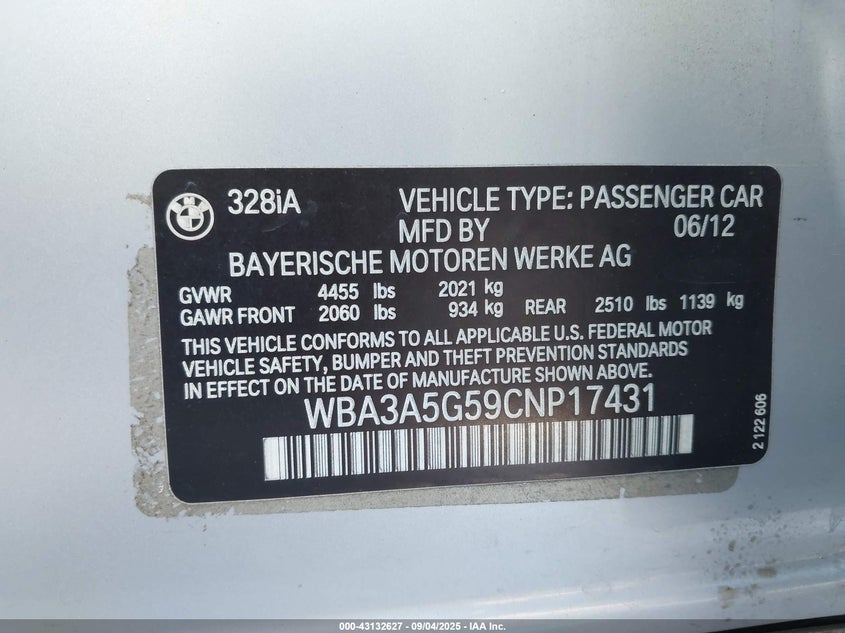 328iA VEHICLE TYPE: PASSENGER CAR
MFD BY 06/12
BAYERISCHE MOTOREN WERKE AG
GVWR 4455 lbs 2021 kg
GAWR FRONT 2060 lbs 934 kg REAR 2510 lbs 1139 kg
THIS VEHICLE CONFORMS TO ALL APPLICABLE U.S. FEDERAL MOTOR
VEHICLE SAFETY, BUMPER AND THEFT PREVENTION STANDARDS
IN EFFECT ON THE DATE OF MANUFACTURE SHOWN ABOVE.
WBA3A5G59CNP17431
2 122 606
000-43132627 - 09/04/2025 - IAA Inc.